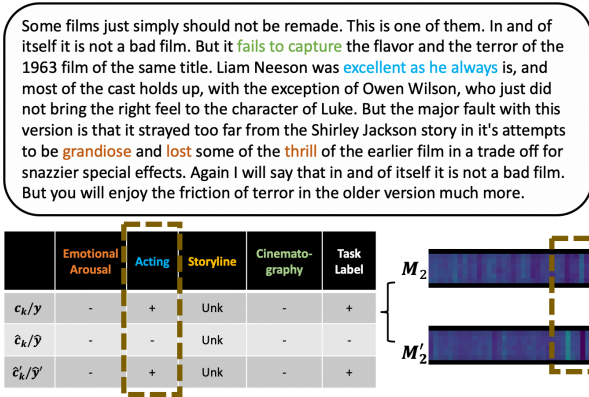 Some films just simply should not be remade. This is one of them. In and of
itself it is not a bad film. But it fails to capture the flavor and the terror of the
1963 film of the same title. Liam Neeson was excellent as he always is, and
most of the cast holds up, with the exception of Owen Wilson, who just did
not bring the right feel to the character of Luke. But the major fault with this
version is that it strayed too far from the Shirley Jackson story in it's attempts
to be grandiose and lost some of the thrill of the earlier film in a trade off for
snazzier special effects. Again I will say that in and of itself it is not a bad film.
But you will enjoy the friction of terror in the older version much more.
Emotional Arousal Acting Storyline Cinemato-graphy Task Label
c_k/y - + Unk - +
ĉ_k/ŷ - - Unk - -
ĉ'_k/ŷ' - + Unk - +
M_2
M'_2